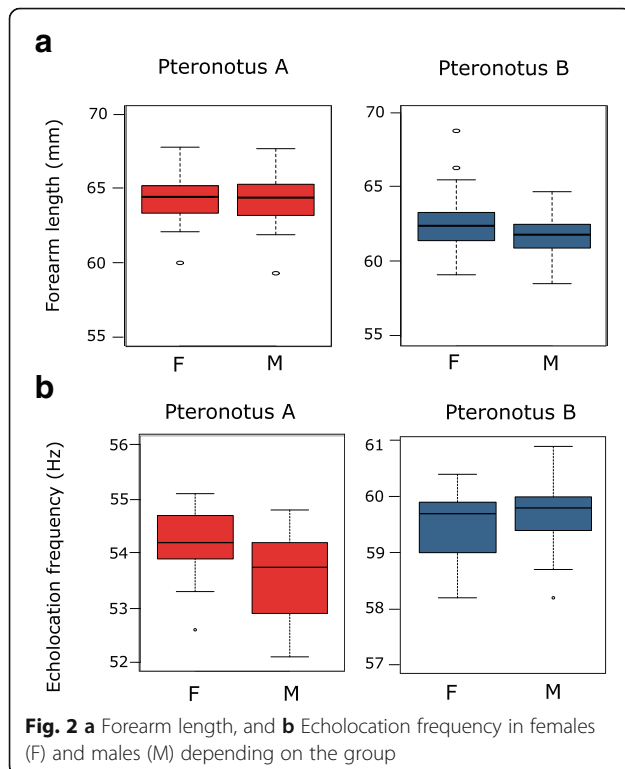 a
Pteronotus A
Pteronotus B
Forearm length (mm)
70
65
60
55
70
65
60
55
F
M
F
M
b
Pteronotus A
Pteronotus B
Echolocation frequency (Hz)
56
55
54
53
52
61
60
59
58
57
F
M
F
M
Fig. 2 a Forearm length, and b Echolocation frequency in females
(F) and males (M) depending on the group